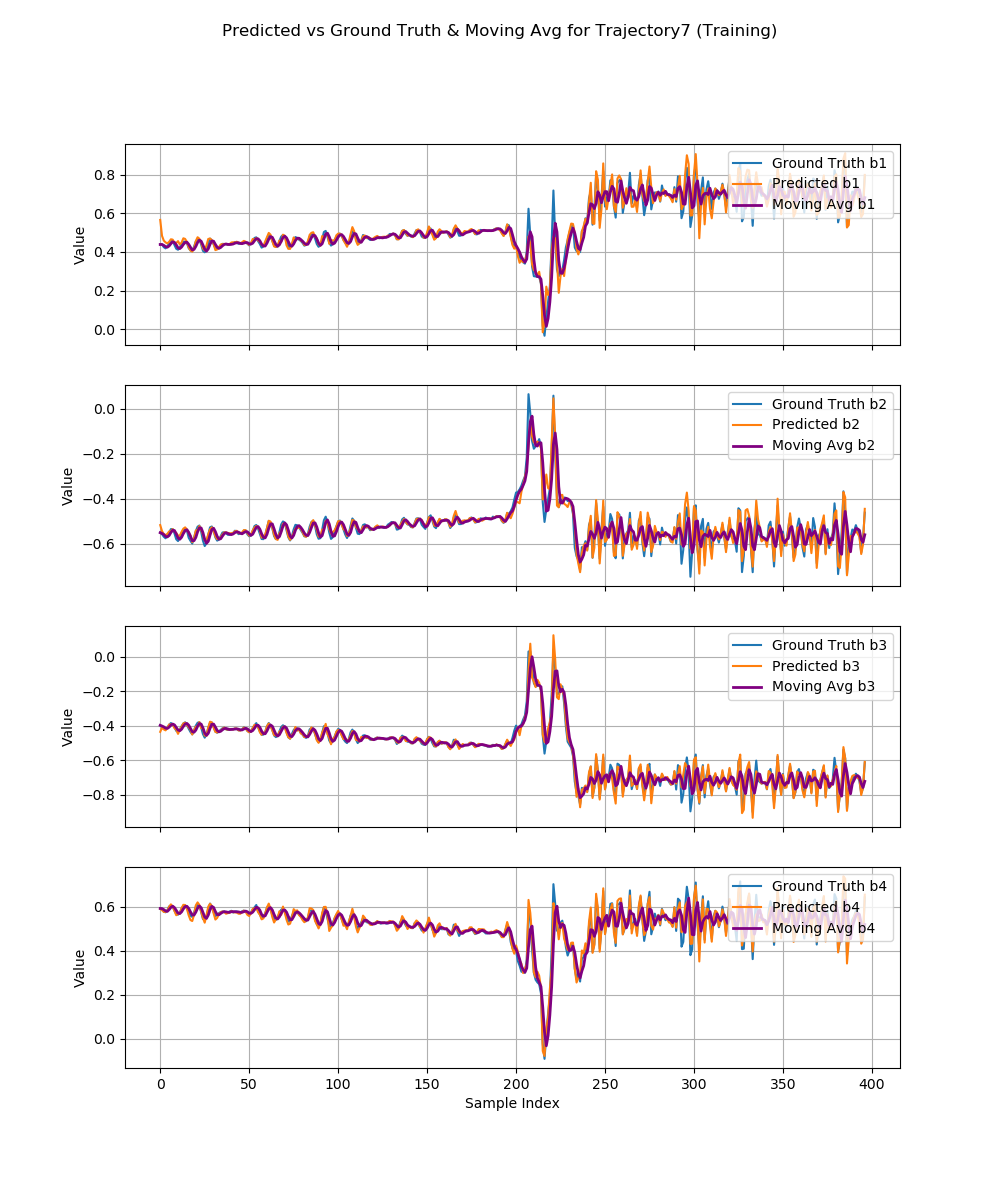 Predicted vs Ground Truth & Moving Avg for Trajectory7 (Training)
0.8
0.6
0.4
0.2
0.0
Value
Ground Truth b1
Predicted b1
Moving Avg b1
0.0
−0.2
−0.4
−0.6
Value
Ground Truth b2
Predicted b2
Moving Avg b2
0.0
−0.2
−0.4
−0.6
−0.8
Value
Ground Truth b3
Predicted b3
Moving Avg b3
0.6
0.4
0.2
0.0
Value
Ground Truth b4
Predicted b4
Moving Avg b4
0 50 100 150 200 250 300 350 400
Sample Index